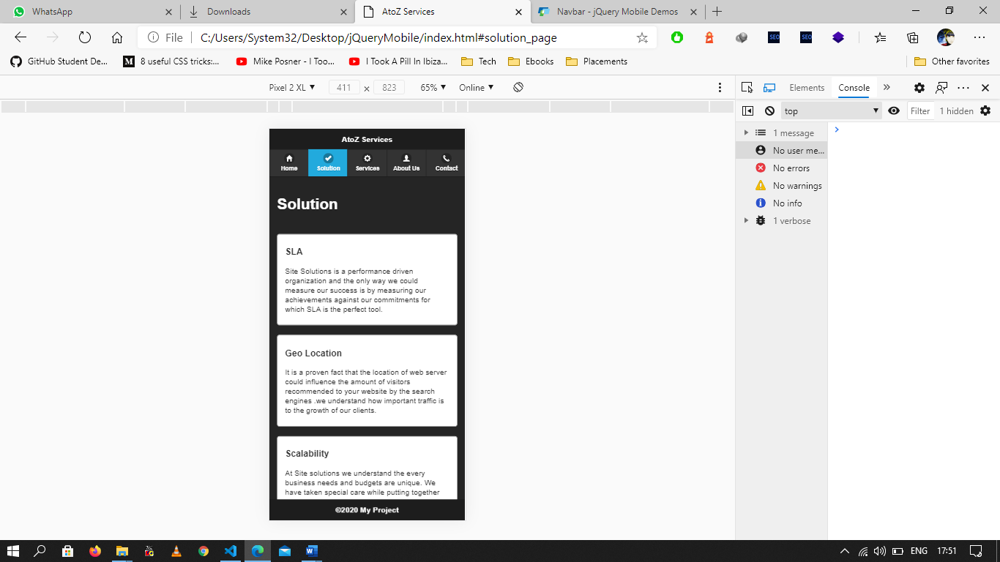 WhatsApp
Downloads
AtoZ Services
Navbar - jQuery Mobile Demos
File
C:/Users/System32/Desktop/jQueryMobile/index.html#solution_page
SEO
SEO
GitHub Student De...
M
8 useful CSS tricks:...
Mike Posner - I Too...
I Took A Pill In Ibiza...
Tech
Ebooks
Placements
Other favorites
Pixel 2 XL ▼
411 × 823
65% ▼
Online ▼
Elements
Console
top
Filter
1 hidden
1 message
No user me...
No errors
No warnings
No info
1 verbose
AtoZ Services
Home
Solution
Services
About Us
Contact
Solution
SLA
Site Solutions is a performance driven
organization and the only way we could
measure our success is by measuring our
achievements against our commitments for
which SLA is the perfect tool.
Geo Location
It is a proven fact that the location of web server
could influence the amount of visitors
recommended to your website by the search
engines .we understand how important traffic is
to the growth of our clients.
Scalability
At Site solutions we understand the every
business needs and budgets are unique. We
have taken special care while putting together
©2020 My Project
ENG
17:51